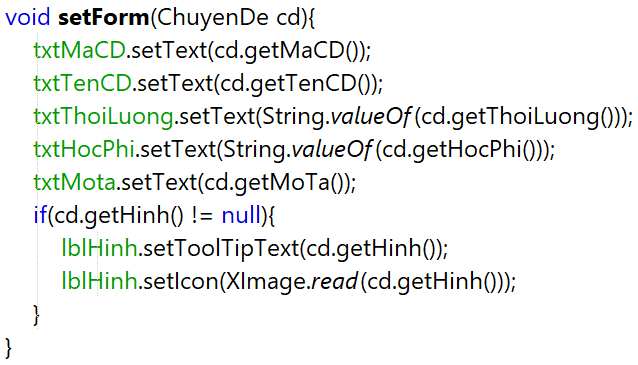 void setForm(ChuyenDe cd){
txtMaCD.setText(cd.getMaCD());
txtTenCD.setText(cd.getTenCD());
txtThoiLuong.setText(String.valueOf(cd.getThoiLuong()));
txtHocPhi.setText(String.valueOf(cd.getHocPhi()));
txtMota.setText(cd.getMoTa());
if(cd.getHinh() != null){
lblHinh.setToolTipText(cd.getHinh());
lblHinh.setIcon(XImage.read(cd.getHinh()));
}
}